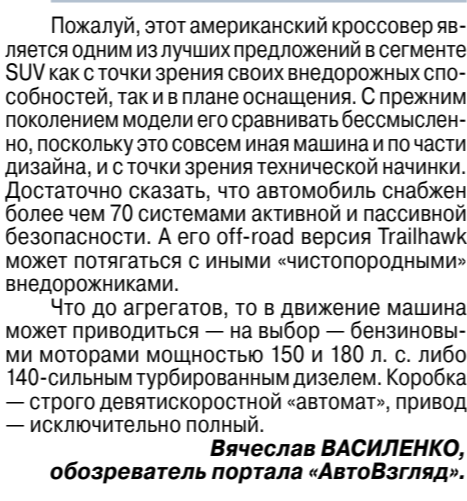 Пожалуй, этот американский кроссовер яв-
ляется одним из лучших предложений в сегменте
SUV как с точки зрения своих внедорожных спо-
собностей, так и в плане оснащения. С прежним
поколением модели его сравнивать бессмыслен-
но, поскольку это совсем иная машина и по части
дизайна, и с точки зрения технической начинки.
Достаточно сказать, что автомобиль снабжен
более чем 70 системами активной и пассивной
безопасности. А его off-road версия Trailhawk
может потягаться с иными «чистопородными»
внедорожниками.
Что до агрегатов, то в движение машина
может приводиться — на выбор — бензиновы-
ми моторами мощностью 150 и 180 л. с. либо
140-сильным турбированным дизелем. Коробка
— строго девятискоростной «автомат», привод
— исключительно полный.
Вячеслав ВАСИЛЕНКО,
обозреватель портала «АвтоВзгляд».